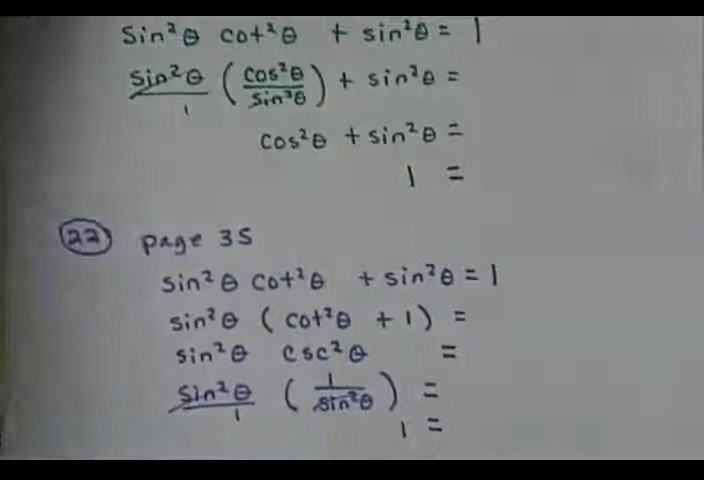 sin²θ cot²θ + sin²θ = 1
sin²θ/1 (cos²θ/sin²θ) + sin²θ =
cos²θ + sin²θ =
1 =
22 page 35
sin²θ cot²θ + sin²θ = 1
sin²θ (cot²θ + 1) =
sin²θ csc²θ =
sin²θ/1 (1/sin²θ) =
1 =